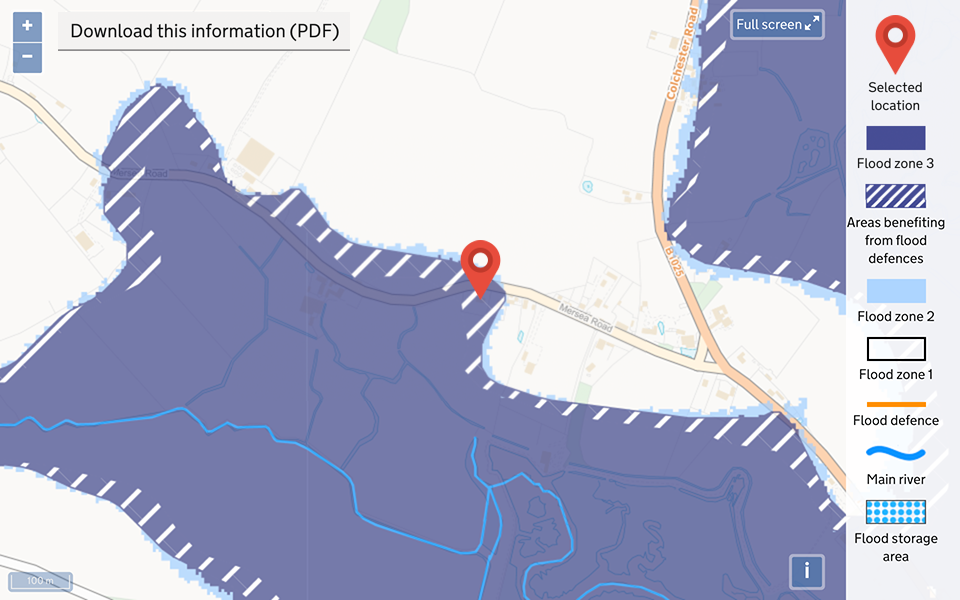 +
−
Download this information (PDF)
Full screen
Colchester Road
Mersea Road
B1025
Mersea Road
100 m
i
Selected
location
Flood zone 3
Areas benefiting
from flood
defences
Flood zone 2
Flood zone 1
Flood defence
Main river
Flood storage
area